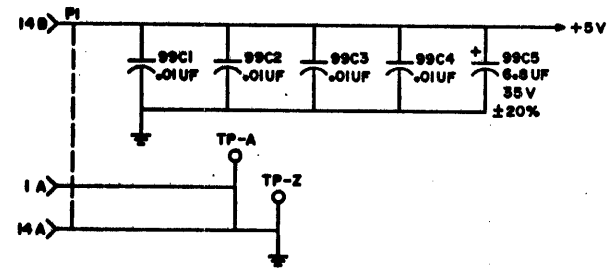 P1
14B
+5V
99C1
.01UF
99C2
.01UF
99C3
.01UF
99C4
.01UF
+
99C5
6.8UF
35V
±20%
TP-A
1A
TP-Z
14A